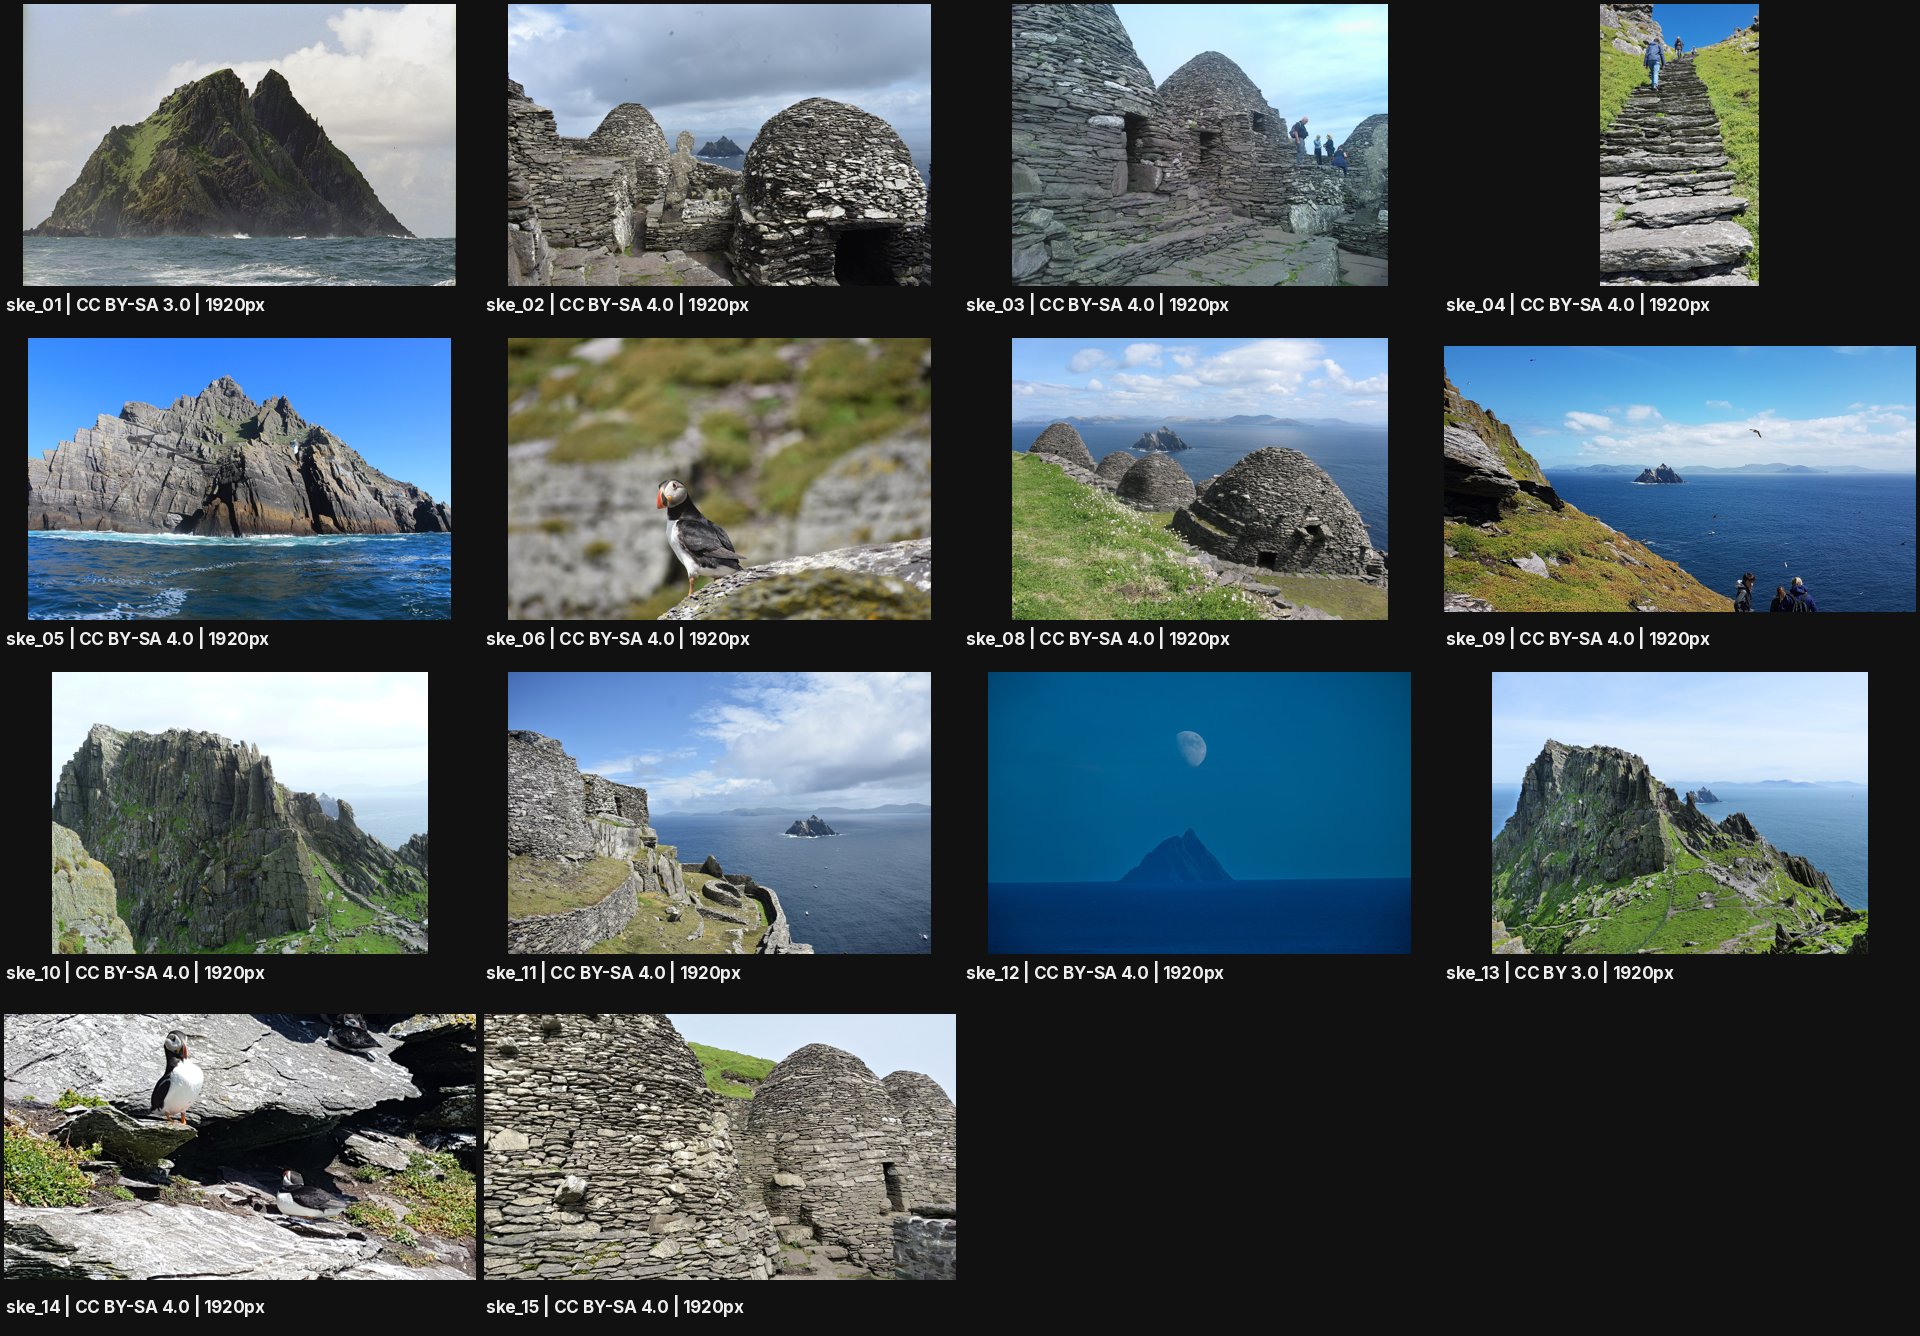 ske_01 | CC BY-SA 3.0 | 1920px
ske_02 | CC BY-SA 4.0 | 1920px
ske_03 | CC BY-SA 4.0 | 1920px
ske_04 | CC BY-SA 4.0 | 1920px
ske_05 | CC BY-SA 4.0 | 1920px
ske_06 | CC BY-SA 4.0 | 1920px
ske_08 | CC BY-SA 4.0 | 1920px
ske_09 | CC BY-SA 4.0 | 1920px
ske_10 | CC BY-SA 4.0 | 1920px
ske_11 | CC BY-SA 4.0 | 1920px
ske_12 | CC BY-SA 4.0 | 1920px
ske_13 | CC BY 3.0 | 1920px
ske_14 | CC BY-SA 4.0 | 1920px
ske_15 | CC BY-SA 4.0 | 1920px